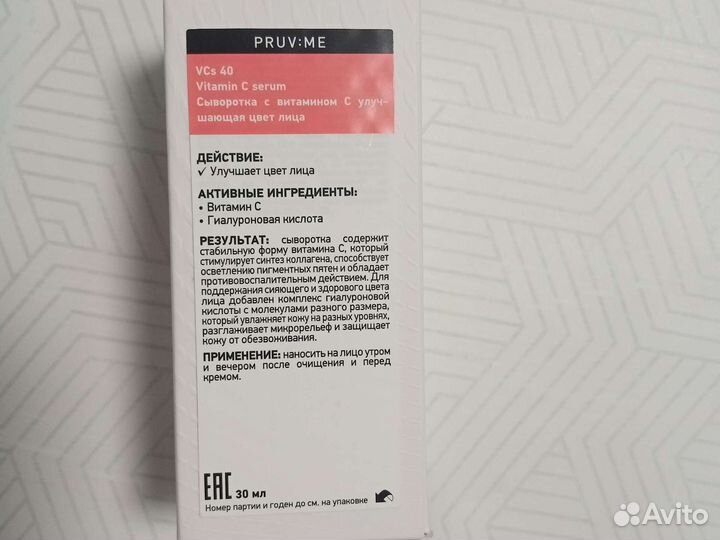 PRUV:ME
VCs 40
Vitamin C serum
Сыворотка с витамином С улуч-
шающая цвет лица
ДЕЙСТВИЕ:
✓ Улучшает цвет лица
АКТИВНЫЕ ИНГРЕДИЕНТЫ:
• Витамин С
• Гиалуроновая кислота
РЕЗУЛЬТАТ: сыворотка содержит
стабильную форму витамина С, который
стимулирует синтез коллагена, способствует
осветлению пигментных пятен и обладает
противовоспалительным действием. Для
поддержания сияющего и здорового цвета
лица добавлен комплекс гиалуроновой
кислоты с молекулами разного размера,
который увлажняет кожу на разных уровнях,
разглаживает микрорельеф и защищает
кожу от обезвоживания.
ПРИМЕНЕНИЕ: наносить на лицо утром
и вечером после очищения и перед
кремом.
EAC 30 мл
Номер партии и годен до см. на упаковке
Avito